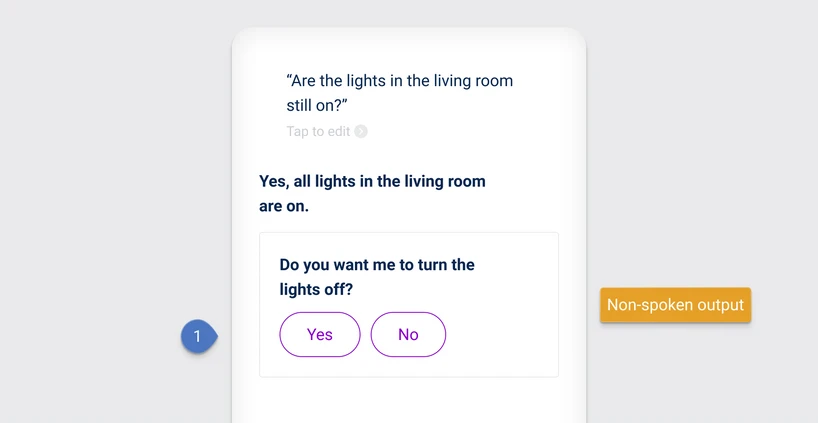 “Are the lights in the living room
still on?”
Tap to edit
Yes, all lights in the living room
are on.
Do you want me to turn the
lights off?
Non-spoken output
1
Yes No